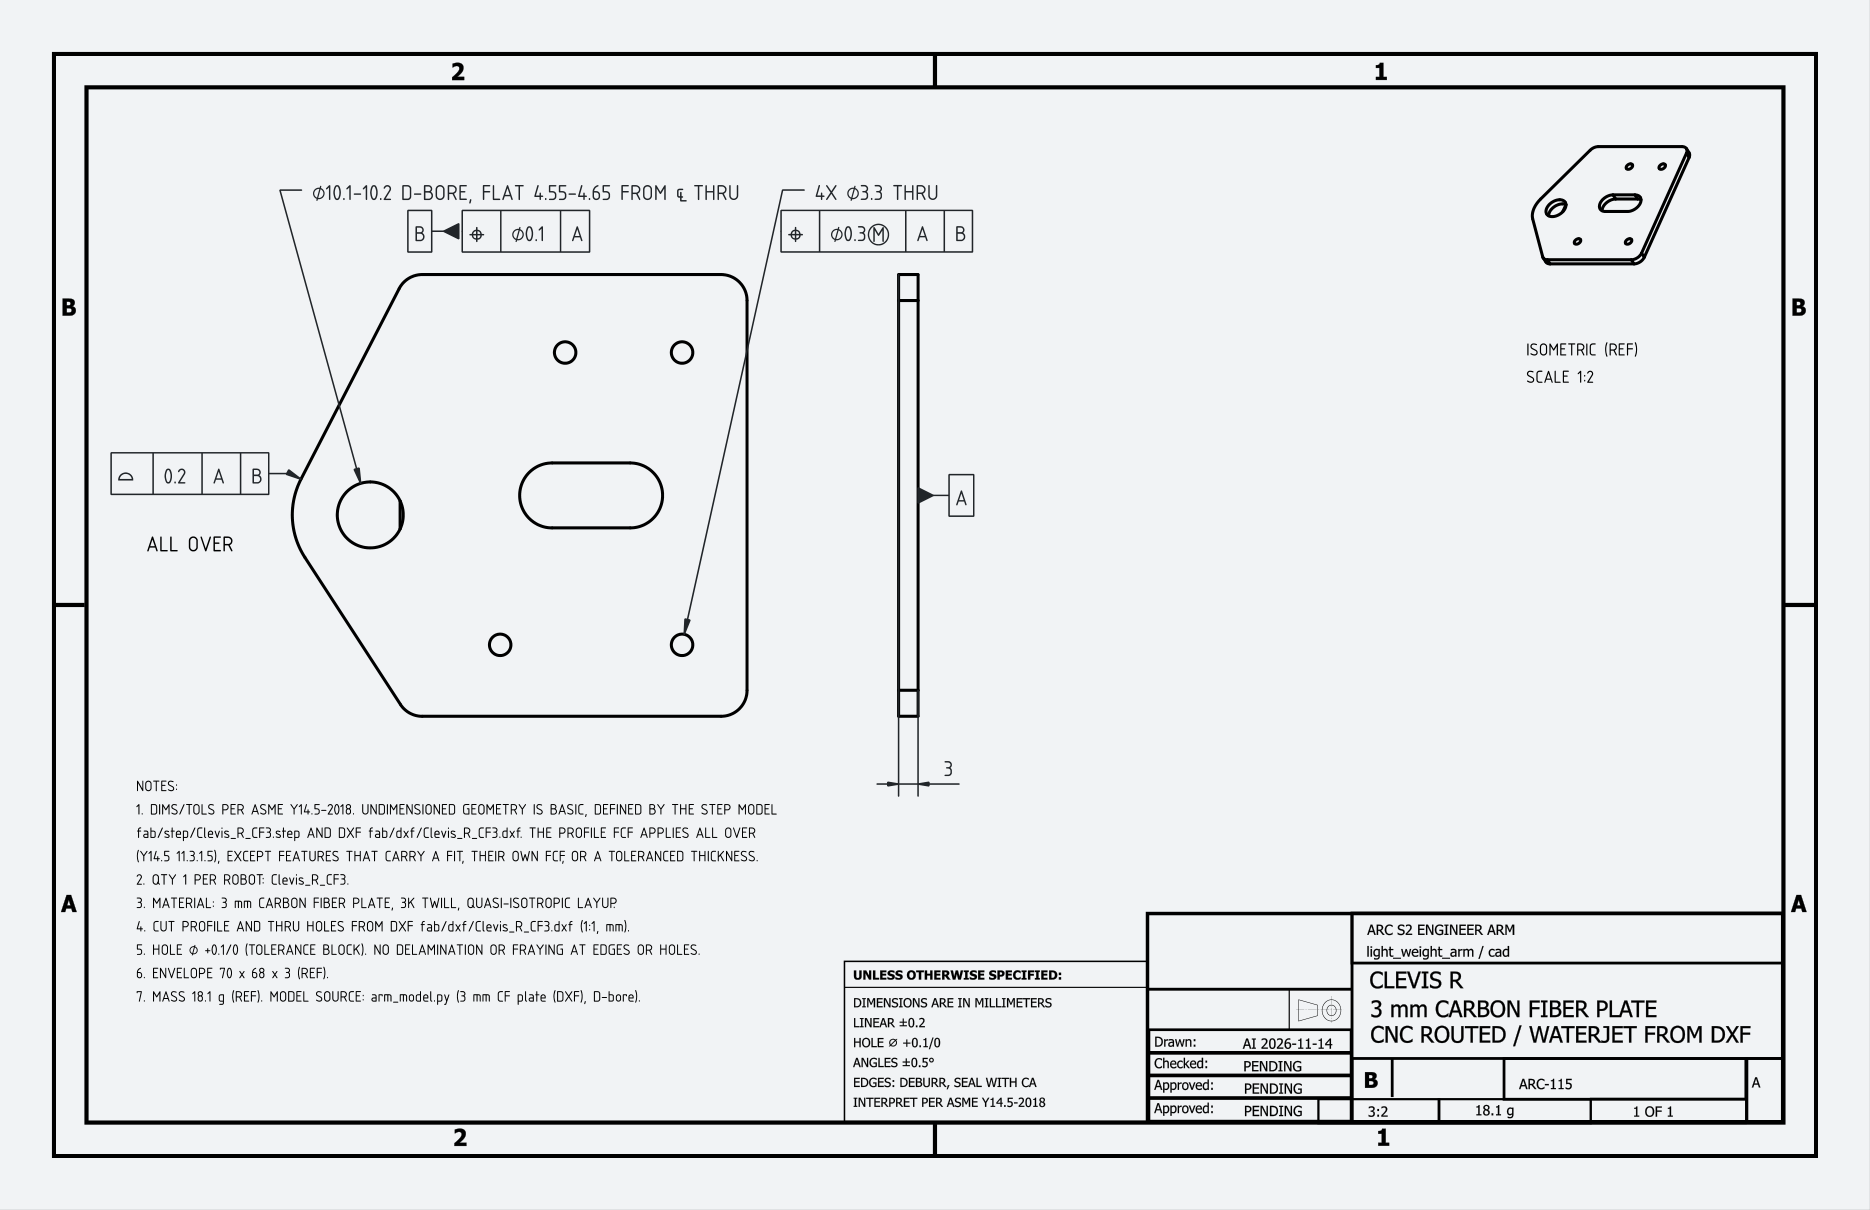 2
1
B
B
⌀10.1-10.2 D-BORE, FLAT 4.55-4.65 FROM ℄ THRU
B ⌖ ⌀0.1 A
4X ⌀3.3 THRU
⌖ ⌀0.3Ⓜ A B
ISOMETRIC (REF)
SCALE 1:2
⌓ 0.2 A B
ALL OVER
A
3
NOTES:
1. DIMS/TOLS PER ASME Y14.5-2018. UNDIMENSIONED GEOMETRY IS BASIC, DEFINED BY THE STEP MODEL
fab/step/Clevis_R_CF3.step AND DXF fab/dxf/Clevis_R_CF3.dxf. THE PROFILE FCF APPLIES ALL OVER
(Y14.5 11.3.1.5), EXCEPT FEATURES THAT CARRY A FIT, THEIR OWN FCF, OR A TOLERANCED THICKNESS.
2. QTY 1 PER ROBOT: Clevis_R_CF3.
3. MATERIAL: 3 mm CARBON FIBER PLATE, 3K TWILL, QUASI-ISOTROPIC LAYUP.
4. CUT PROFILE AND THRU HOLES FROM DXF fab/dxf/Clevis_R_CF3.dxf (1:1, mm).
5. HOLE ⌀ +0.1/0 (TOLERANCE BLOCK). NO DELAMINATION OR FRAYING AT EDGES OR HOLES.
6. ENVELOPE 70 x 68 x 3 (REF).
7. MASS 18.1 g (REF). MODEL SOURCE: arm_model.py (3 mm CF plate (DXF), D-bore).
A
A
UNLESS OTHERWISE SPECIFIED:
DIMENSIONS ARE IN MILLIMETERS
LINEAR ±0.2
HOLE ⌀ +0.1/0
ANGLES ±0.5°
EDGES: DEBURR, SEAL WITH CA
INTERPRET PER ASME Y14.5-2018
Drawn: AI 2026-11-14
Checked: PENDING
Approved: PENDING
Approved: PENDING
ARC S2 ENGINEER ARM
light_weight_arm / cad
CLEVIS R
3 mm CARBON FIBER PLATE
CNC ROUTED / WATERJET FROM DXF
B ARC-115 A
3:2 18.1 g 1 OF 1
2
1